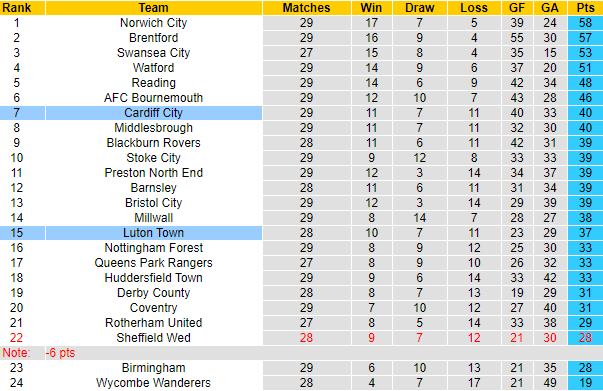 Rank Team Matches Win Draw Loss GF GA Pts
1 Norwich City 29 17 7 5 39 24 58
2 Brentford 29 16 9 4 55 30 57
3 Swansea City 27 15 8 4 35 15 53
4 Watford 29 14 9 6 37 20 51
5 Reading 29 14 6 9 42 34 48
6 AFC Bournemouth 29 12 10 7 43 28 46
7 Cardiff City 29 11 7 11 40 33 40
8 Middlesbrough 29 11 7 11 32 30 40
9 Blackburn Rovers 28 11 6 11 42 31 39
10 Stoke City 29 9 12 8 33 33 39
11 Preston North End 29 12 3 14 34 37 39
12 Barnsley 28 11 6 11 31 34 39
13 Bristol City 29 12 3 14 29 39 39
14 Millwall 29 8 14 7 28 27 38
15 Luton Town 28 10 7 11 23 29 37
16 Nottingham Forest 29 8 9 12 25 30 33
17 Queens Park Rangers 27 8 9 10 26 32 33
18 Huddersfield Town 29 9 6 14 33 42 33
19 Derby County 28 8 7 13 19 29 31
20 Coventry 29 7 10 12 27 40 31
21 Rotherham United 27 8 5 14 33 38 29
22 Sheffield Wed 28 9 7 12 21 30 28
Note: -6 pts
23 Birmingham 29 6 10 13 21 35 28
24 Wycombe Wanderers 28 4 7 17 21 49 19